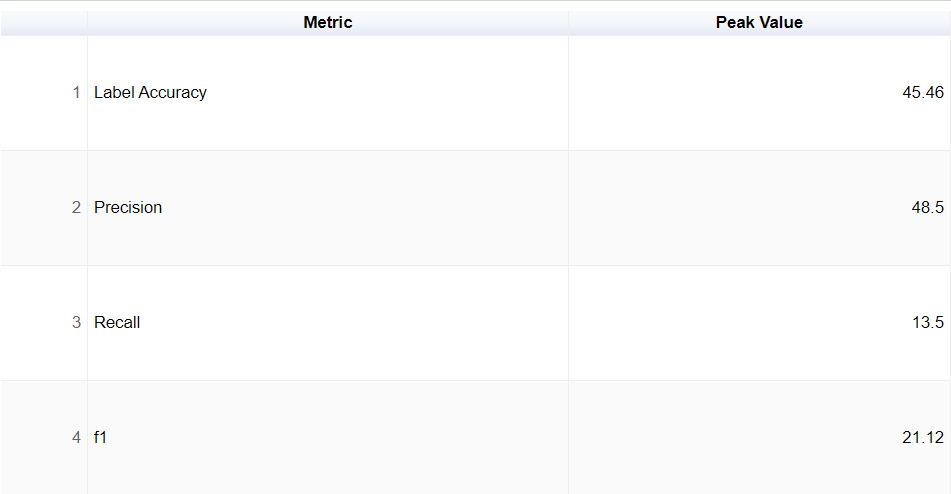 Metric Peak Value
1 Label Accuracy 45.46
2 Precision 48.5
3 Recall 13.5
4 f1 21.12